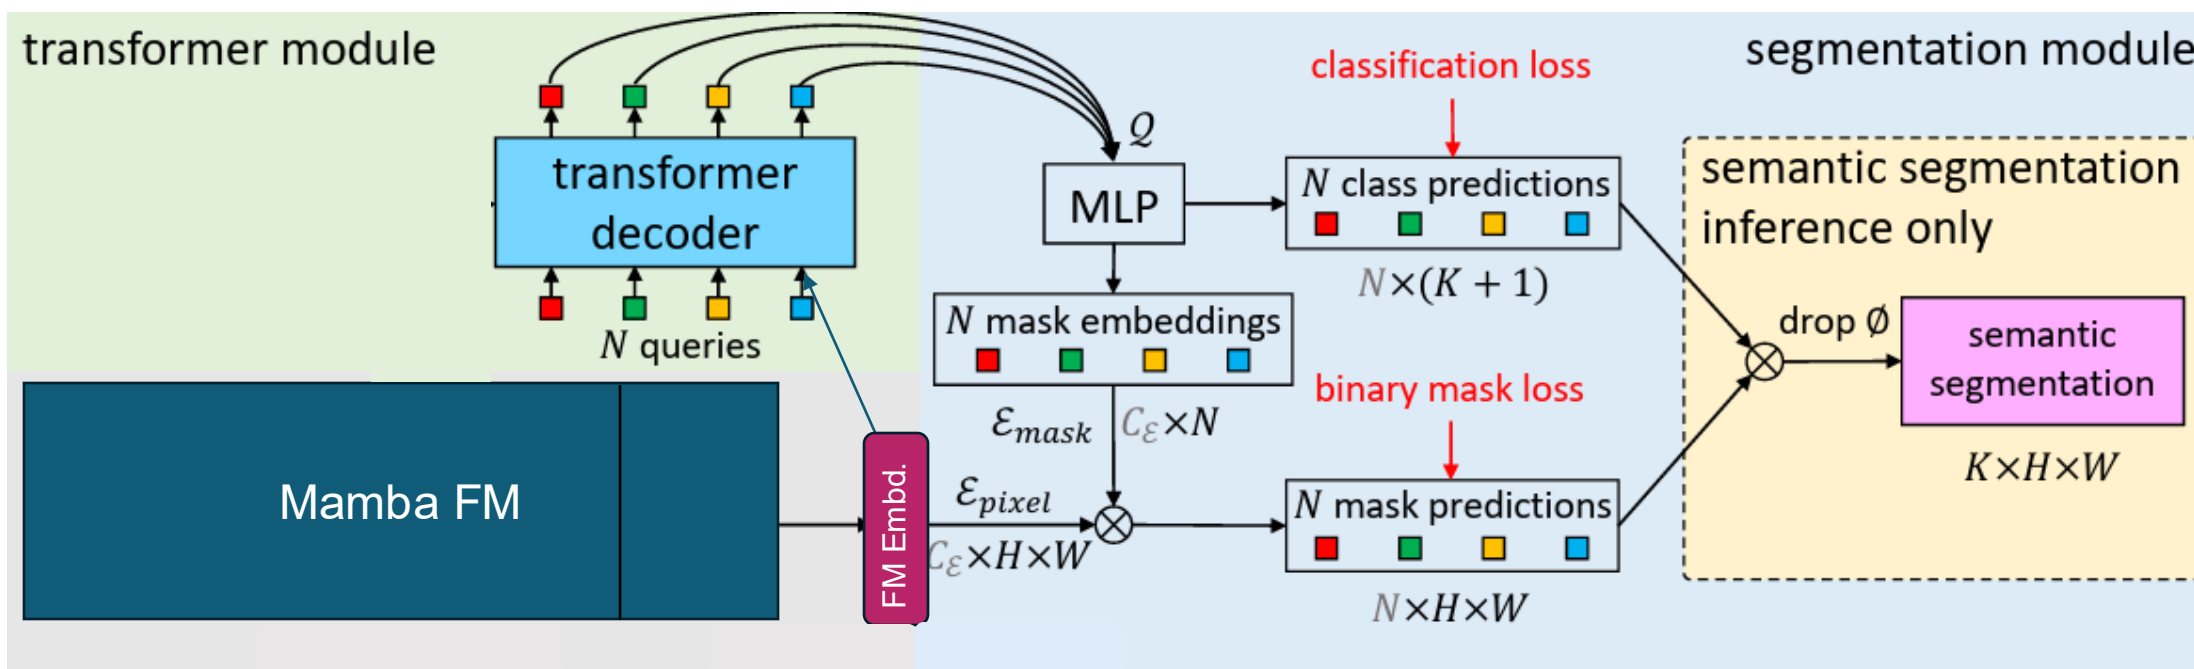 transformer module
segmentation module
classification loss
𝒬
transformer
decoder
MLP
N class predictions
N×(K + 1)
semantic segmentation
inference only
N queries
N mask embeddings
drop ∅
semantic
segmentation
K×H×W
binary mask loss
ℰmask
Cℰ×N
Mamba FM
FM Embd.
ℰpixel
Cℰ×H×W
N mask predictions
N×H×W